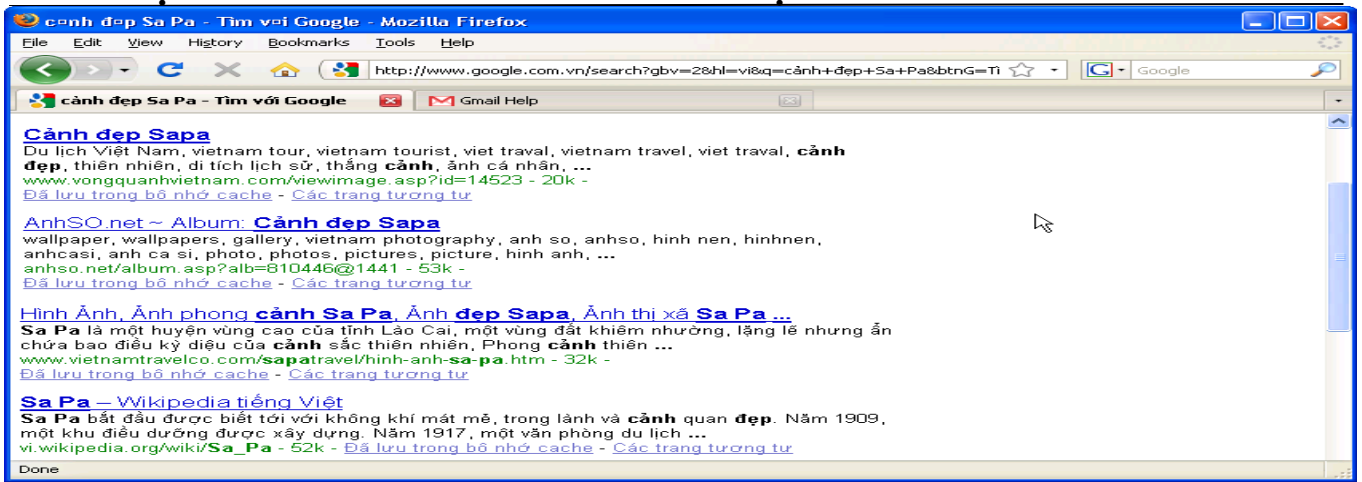 c¤nh đ¤p Sa Pa - Tìm v¤i Google - Mozilla Firefox
File Edit View History Bookmarks Tools Help
http://www.google.com.vn/search?gbv=2&hl=vi&q=cảnh+đẹp+Sa+Pa&btnG=Tì
Google
cảnh đẹp Sa Pa - Tìm với Google
Gmail Help
Cảnh đẹp Sapa
Du lịch Việt Nam, vietnam tour, vietnam tourist, viet traval, vietnam travel, viet traval, cảnh
đẹp, thiên nhiên, di tích lịch sử, thắng cảnh, ảnh cá nhân, ...
www.vongquanhvietnam.com/viewimage.asp?id=14523 - 20k -
Đã lưu trong bô nhớ cache - Các trang tương tư
AnhSO.net ~ Album: Cảnh đẹp Sapa
wallpaper, wallpapers, gallery, vietnam photography, anh so, anhso, hinh nen, hinhnen,
anhcasi, anh ca si, photo, photos, pictures, picture, hinh anh, ...
anhso.net/album.asp?alb=810446@1441 - 53k -
Đã lưu trong bô nhớ cache - Các trang tương tư
Hình Ảnh, Ảnh phong cảnh Sa Pa, Ảnh đẹp Sapa, Ảnh thị xã Sa Pa ...
Sa Pa là một huyện vùng cao của tỉnh Lào Cai, một vùng đất khiêm nhường, lặng lẽ nhưng ẩn
chứa bao điều kỳ diệu của cảnh sắc thiên nhiên, Phong cảnh thiên ...
www.vietnamtravelco.com/sapatravel/hinh-anh-sa-pa.htm - 32k -
Đã lưu trong bô nhớ cache - Các trang tương tư
Sa Pa – Wikipedia tiếng Việt
Sa Pa bắt đầu được biết tới với không khí mát mẻ, trong lành và cảnh quan đẹp. Năm 1909,
một khu điều dưỡng được xây dựng. Năm 1917, một văn phòng du lịch ...
vi.wikipedia.org/wiki/Sa_Pa - 52k - Đã lưu trong bô nhớ cache - Các trang tương tư
Done